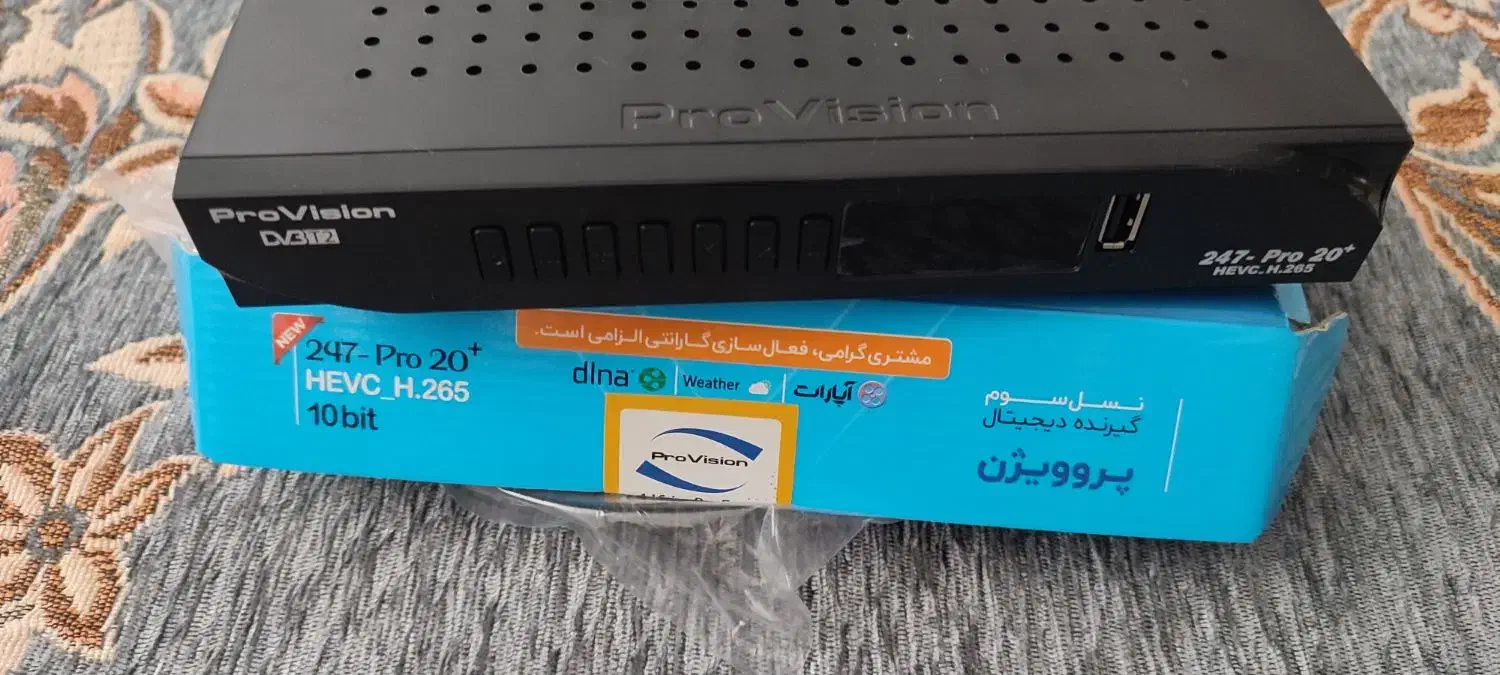 ProVision
ProVision
DVB T2
247- Pro 20+
HEVC_H.265
NEW
247- Pro 20+
HEVC_H.265
10bit
مشتری گرامی، فعال‌سازی گارانتی الزامی است.
dlna
Weather
آپارات
ProVision
نسل سوم
گیرنده دیجیتال
پروویژن